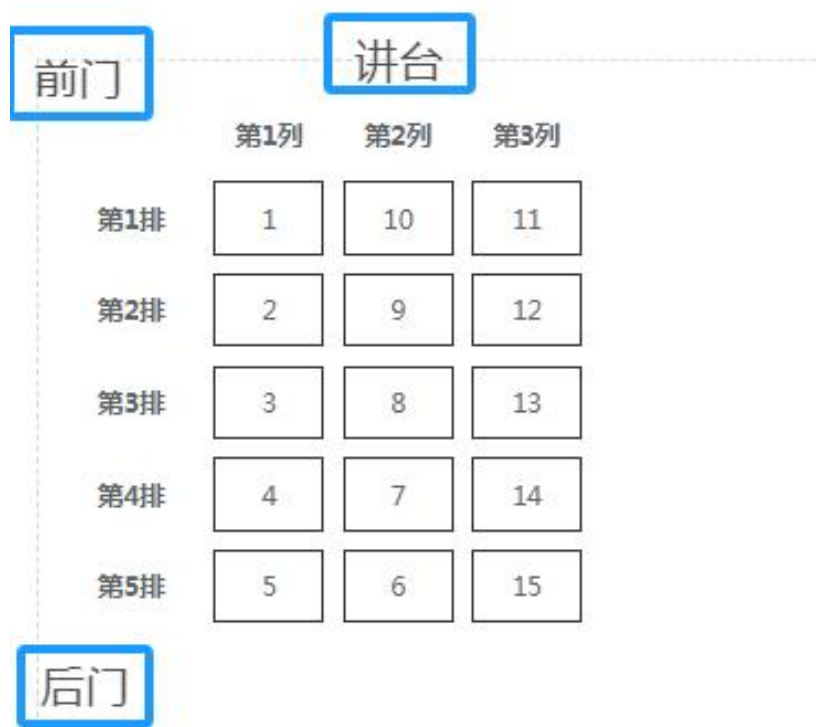 前门 讲台
第1列 第2列 第3列
第1排 1 10 11
第2排 2 9 12
第3排 3 8 13
第4排 4 7 14
第5排 5 6 15
后门